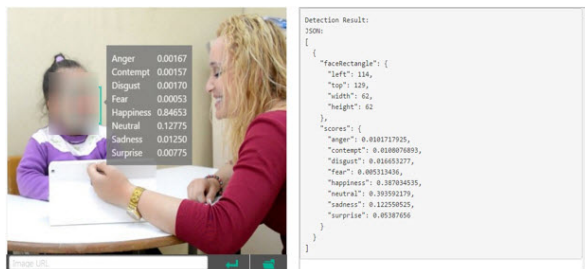 Anger 0.00167
Contempt 0.00157
Disgust 0.00170
Fear 0.00053
Happiness 0.84653
Neutral 0.12775
Sadness 0.01250
Surprise 0.00775
Image URL
Detection Result:
JSON:
[
{
"faceRectangle": {
"left": 114,
"top": 129,
"width": 62,
"height": 62
},
"scores": {
"anger": 0.0101717925,
"contempt": 0.0108076893,
"disgust": 0.016653277,
"fear": 0.005313436,
"happiness": 0.387034535,
"neutral": 0.393592179,
"sadness": 0.122550525,
"surprise": 0.05387656
}
}
]